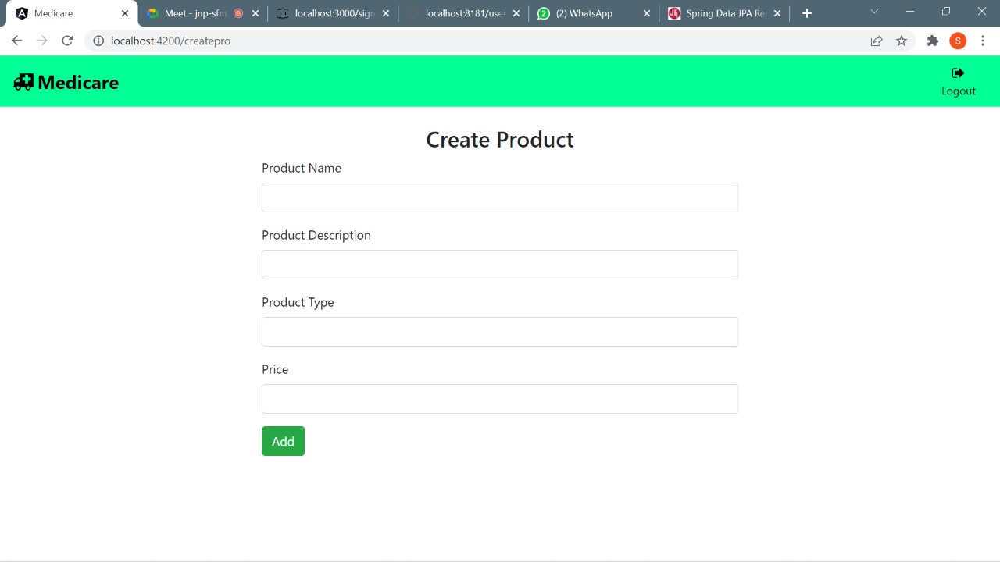 Medicare
Meet - jnp-sfm
localhost:3000/sign
localhost:8181/user
2
(2) WhatsApp
Spring Data JPA Re
localhost:4200/createpro
S
Medicare
Logout
Create Product
Product Name
Product Description
Product Type
Price
Add